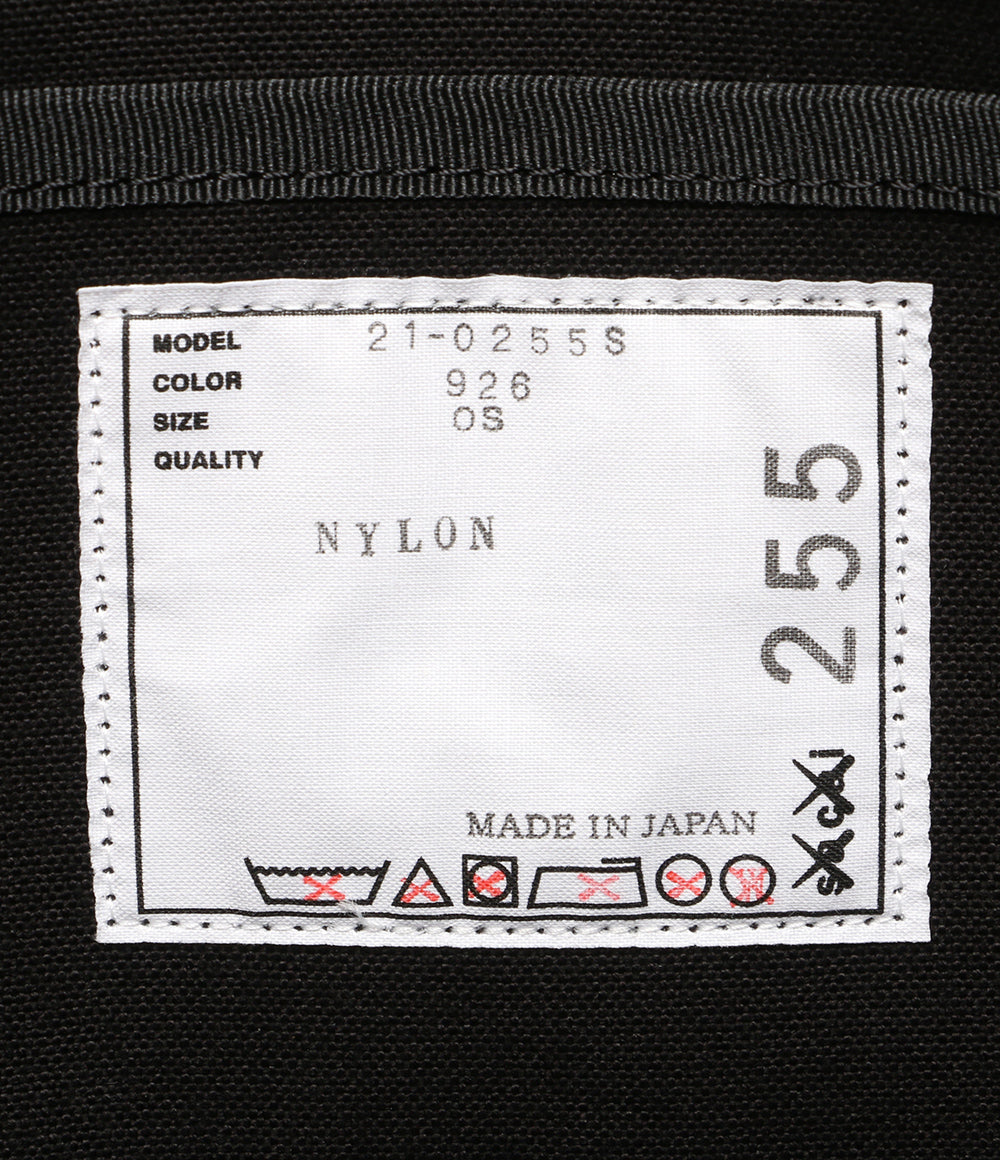 MODEL 21-0255S
COLOR 926
SIZE OS
QUALITY
NYLON
255
sacai
MADE IN JAPAN